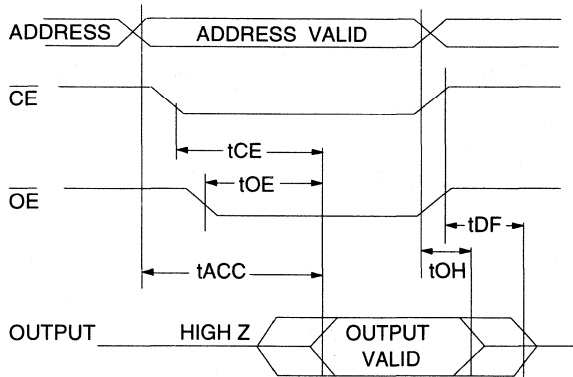 ADDRESS ADDRESS VALID
CE
tCE
tOE
OE
tDF
tACC tOH
OUTPUT HIGH Z OUTPUT
VALID